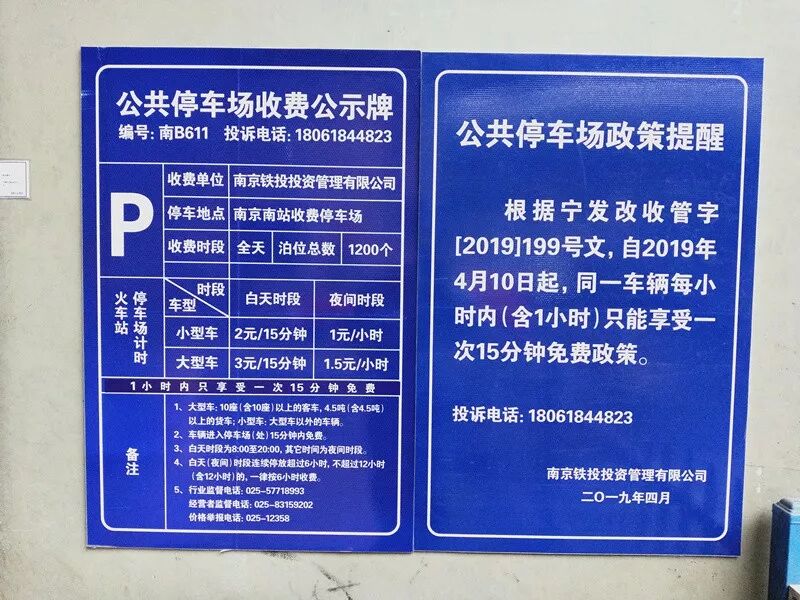 公共停车场收费公示牌
编号: 南B611 投诉电话: 18061844823
P
收费单位 南京铁投投资管理有限公司
停车地点 南京南站收费停车场
收费时段 全天 泊位总数 1200个
火车站
停车场计时
时段
车型
白天时段 夜间时段
小型车 2元/15分钟 1元/小时
大型车 3元/15分钟 1.5元/小时
1小时内只享受一次15分钟免费
备注
1、大型车: 10座(含10座)以上的客车, 4.5吨(含4.5吨)
以上的货车; 小型车: 大型车以外的车辆。
2、车辆进入停车场(处)15分钟内免费。
3、白天时段为8:00至20:00, 其它时间为夜间时段。
4、白天(夜间)时段连续停放超过6小时, 不超过12小时
(含12小时)的, 一律按6小时收费。
5、行业监督电话: 025-57718993
经营者监督电话: 025-83159202
价格举报电话: 025-12358
公共停车场政策提醒
根据宁发改收管字
[2019]199号文, 自2019年
4月10日起, 同一车辆每小
时内(含1小时)只能享受一
次15分钟免费政策。
投诉电话: 18061844823
南京铁投投资管理有限公司
二〇一九年四月